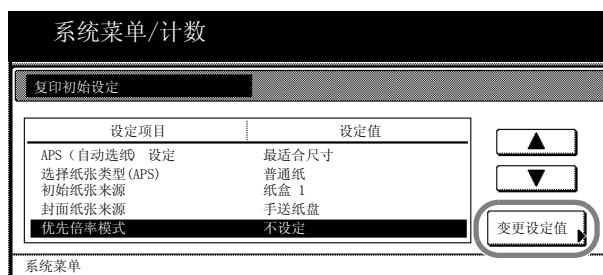 系统菜单/计数
复印初始设定
设定项目 设定值
APS（自动选纸） 设定 最适合尺寸
选择纸张类型(APS) 普通纸
初始纸张来源 纸盒 1
封面纸张来源 手送纸盘
优先倍率模式 不设定
变更设定值
系统菜单